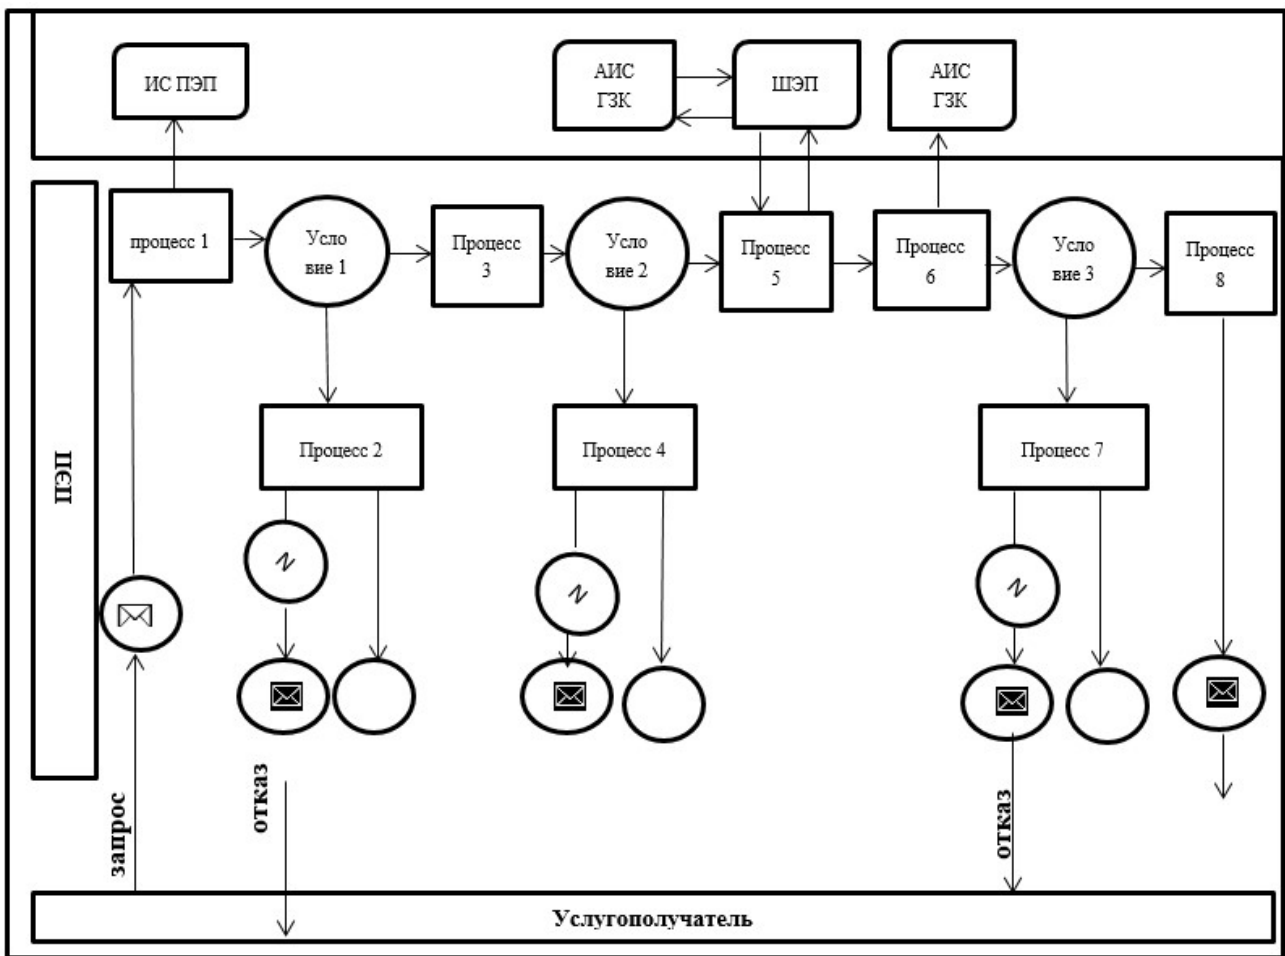 ИС ПЭП
АИС
ГЗК
ШЭП
АИС
ГЗК
ПЭП
процесс 1
Усло
вие 1
Процесс
3
Усло
вие 2
Процесс
5
Процесс
6
Усло
вие 3
Процесс
8
Процесс 2
Процесс 4
Процесс 7
N
N
N
запрос
отказ
отказ
Услугополучатель